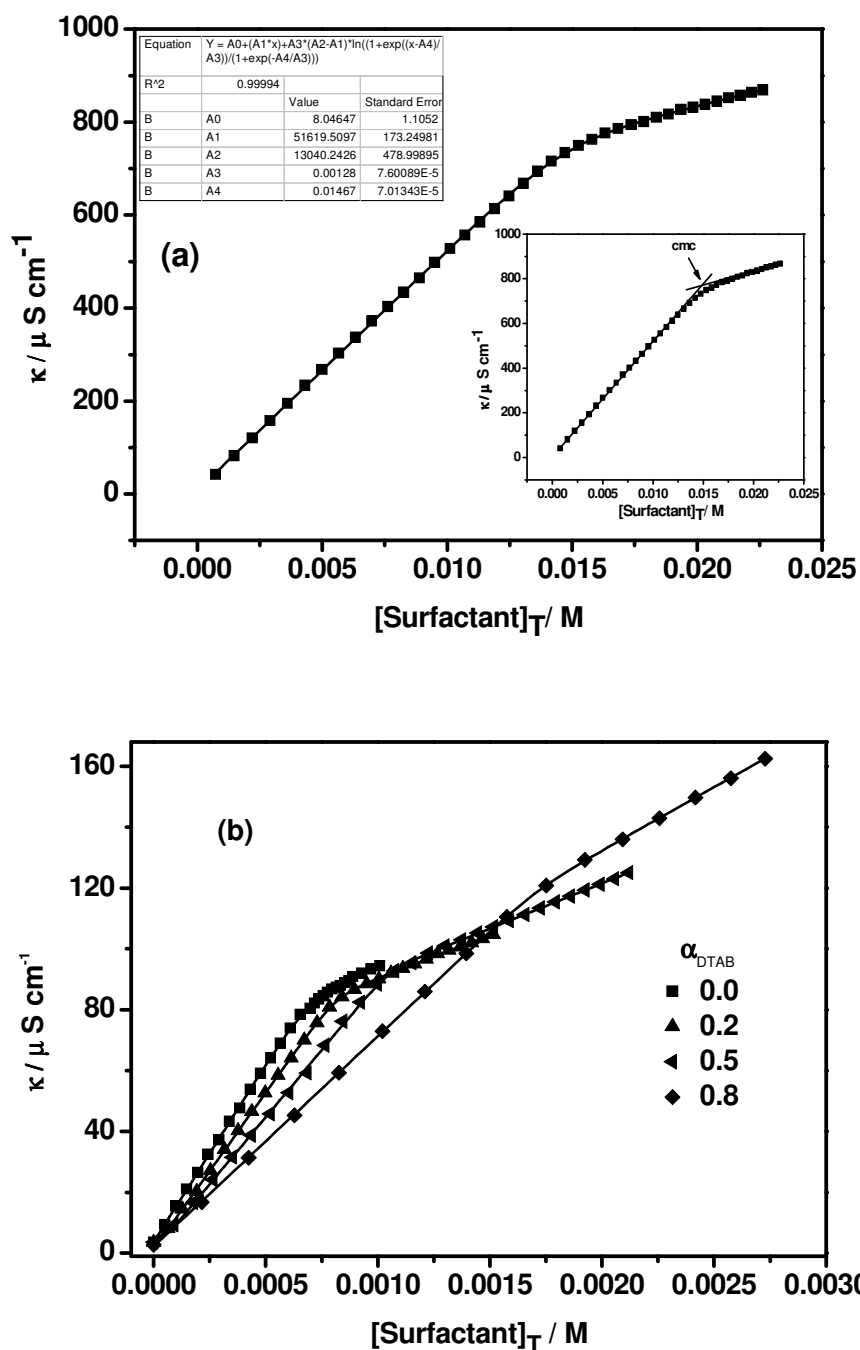 1000
800
600
400
200
0
κ / μ S cm-1
Equation Y = A0+(A1*x)+A3*(A2-A1)*ln((1+exp((x-A4)/
A3))/(1+exp(-A4/A3)))
R^2 0.99994
Value Standard Error
B A0 8.04647 1.1052
B A1 51619.5097 173.24981
B A2 13040.2426 478.99895
B A3 0.00128 7.60089E-5
B A4 0.01467 7.01343E-5
(a)
1000
800
600
400
200
0
κ / μ S cm-1
cmc
0.000 0.005 0.010 0.015 0.020 0.025
[Surfactant]T/ M
0.000 0.005 0.010 0.015 0.020 0.025
[Surfactant]T/ M
160
120
80
40
0
κ / μ S cm-1
(b)
αDTAB
0.0
0.2
0.5
0.8
0.0000 0.0005 0.0010 0.0015 0.0020 0.0025 0.0030
[Surfactant]T / M